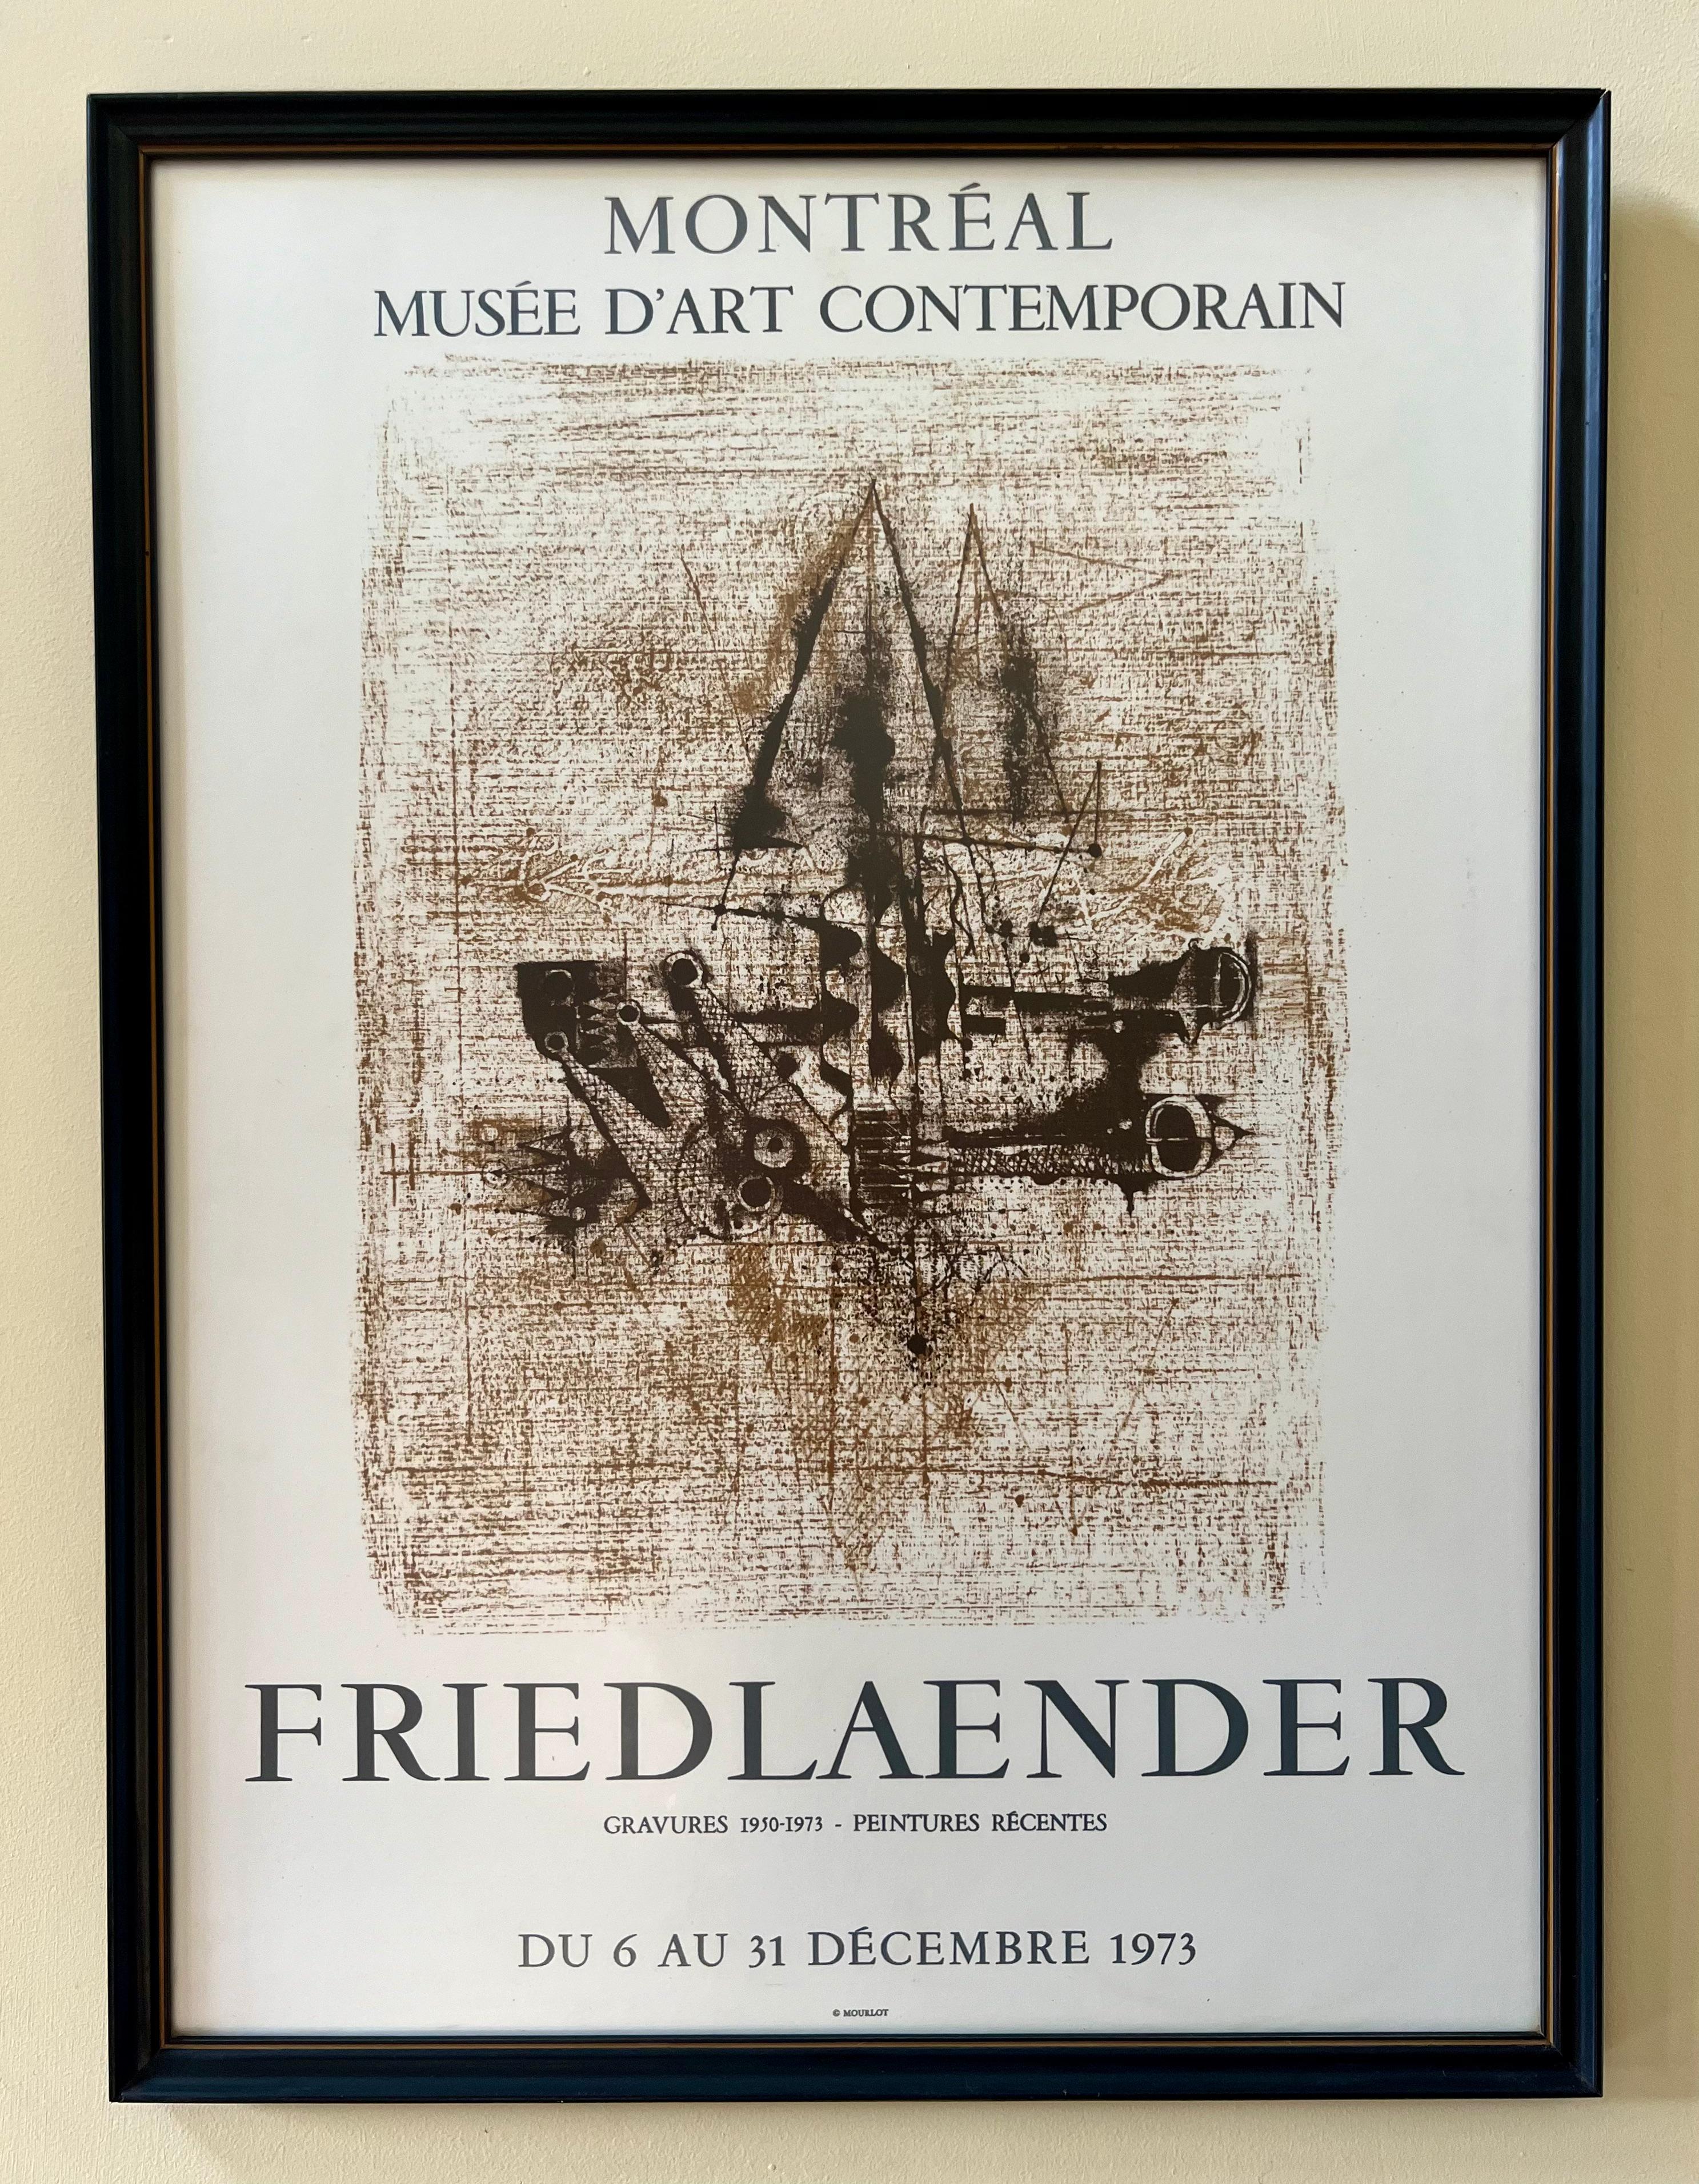 MONTRÉAL
MUSÉE D'ART CONTEMPORAIN
FRIEDLAENDER
GRAVURES 1950-1973 - PEINTURES RÉCENTES
DU 6 AU 31 DÉCEMBRE 1973
© MOURLOT